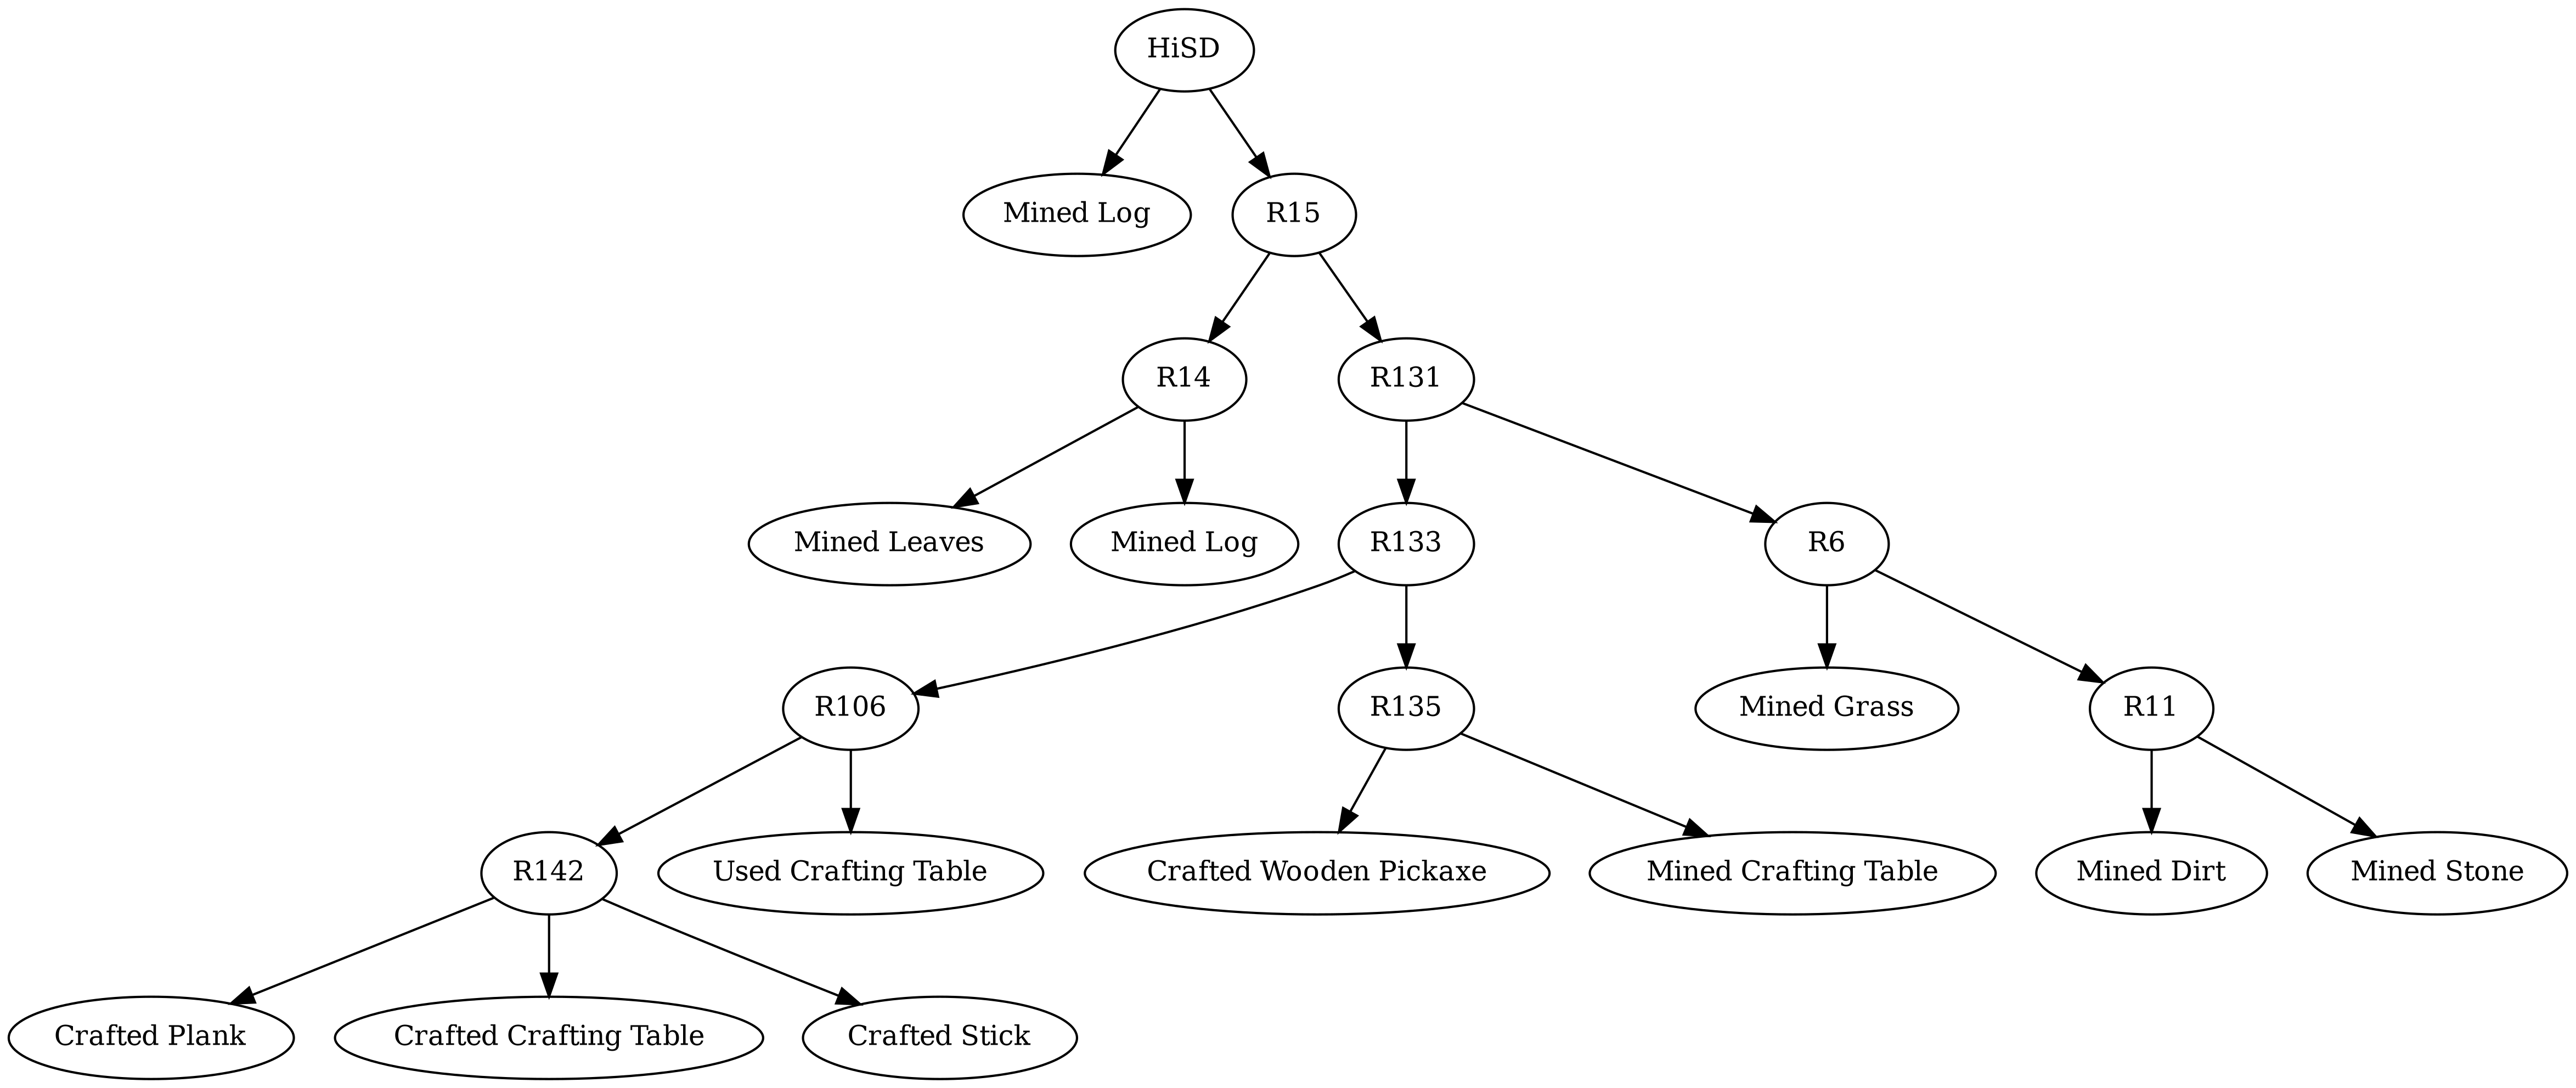 HiSD
Mined Log
R15
R14
R131
Mined Leaves
Mined Log
R133
R6
R106
R135
Mined Grass
R11
R142
Used Crafting Table
Crafted Wooden Pickaxe
Mined Crafting Table
Mined Dirt
Mined Stone
Crafted Plank
Crafted Crafting Table
Crafted Stick